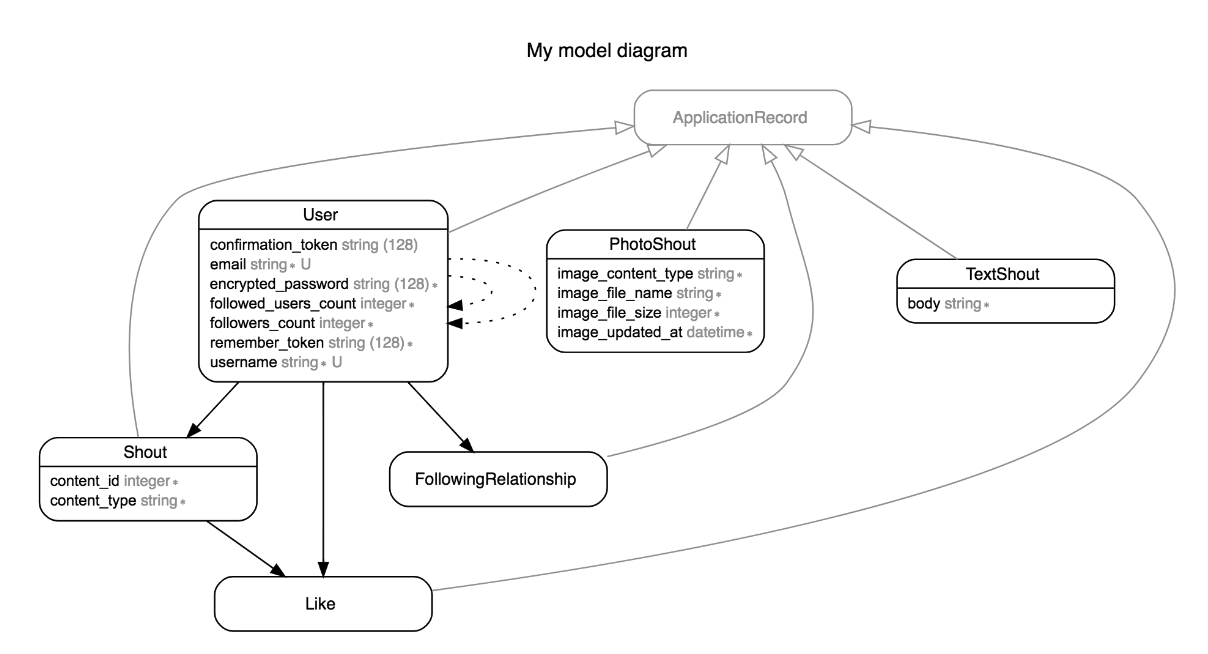 My model diagram
ApplicationRecord
User
confirmation_token string (128)
email string* U
encrypted_password string (128)*
followed_users_count integer*
followers_count integer*
remember_token string (128)*
username string* U
PhotoShout
image_content_type string*
image_file_name string*
image_file_size integer*
image_updated_at datetime*
TextShout
body string*
Shout
content_id integer*
content_type string*
FollowingRelationship
Like